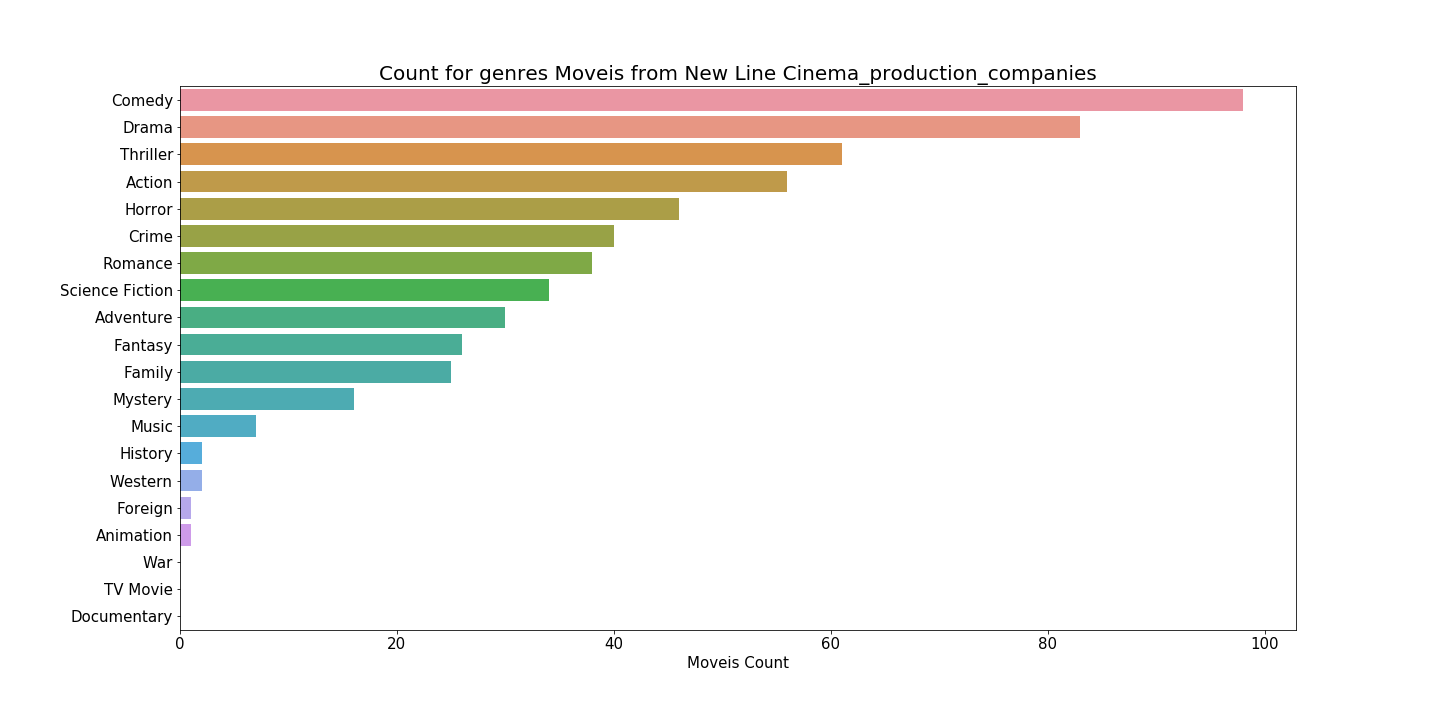 Count for genres Moveis from New Line Cinema_production_companies
Comedy
Drama
Thriller
Action
Horror
Crime
Romance
Science Fiction
Adventure
Fantasy
Family
Mystery
Music
History
Western
Foreign
Animation
War
TV Movie
Documentary
0 20 40 60 80 100
Moveis Count